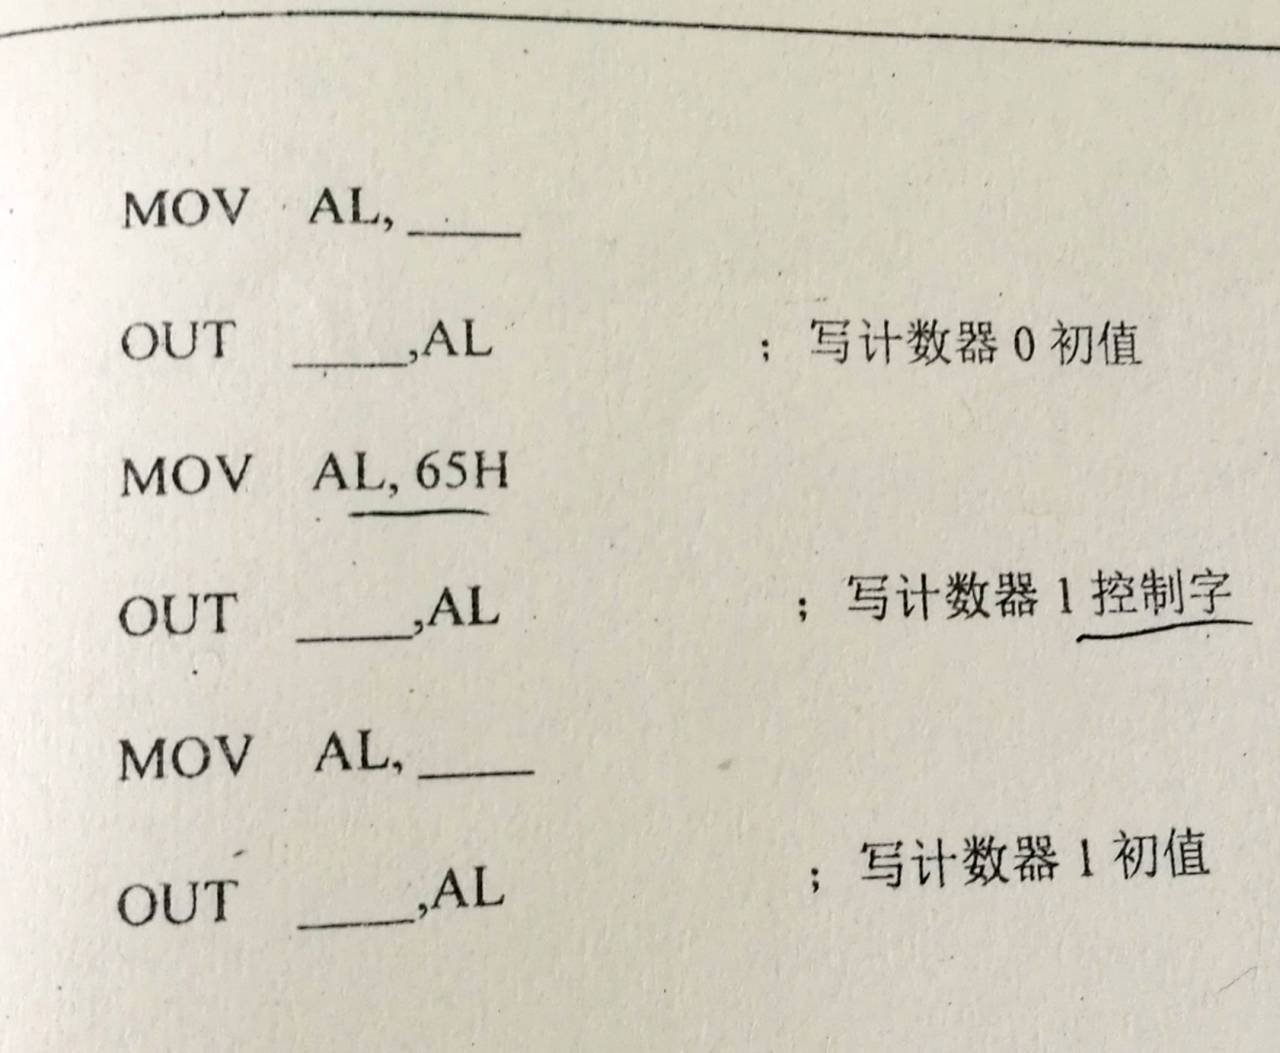 MOV AL, ____
OUT ____,AL ; 写计数器 0 初值
MOV AL, 65H
OUT ____,AL ; 写计数器 1 控制字
MOV AL, ____
OUT ____,AL ; 写计数器 1 初值